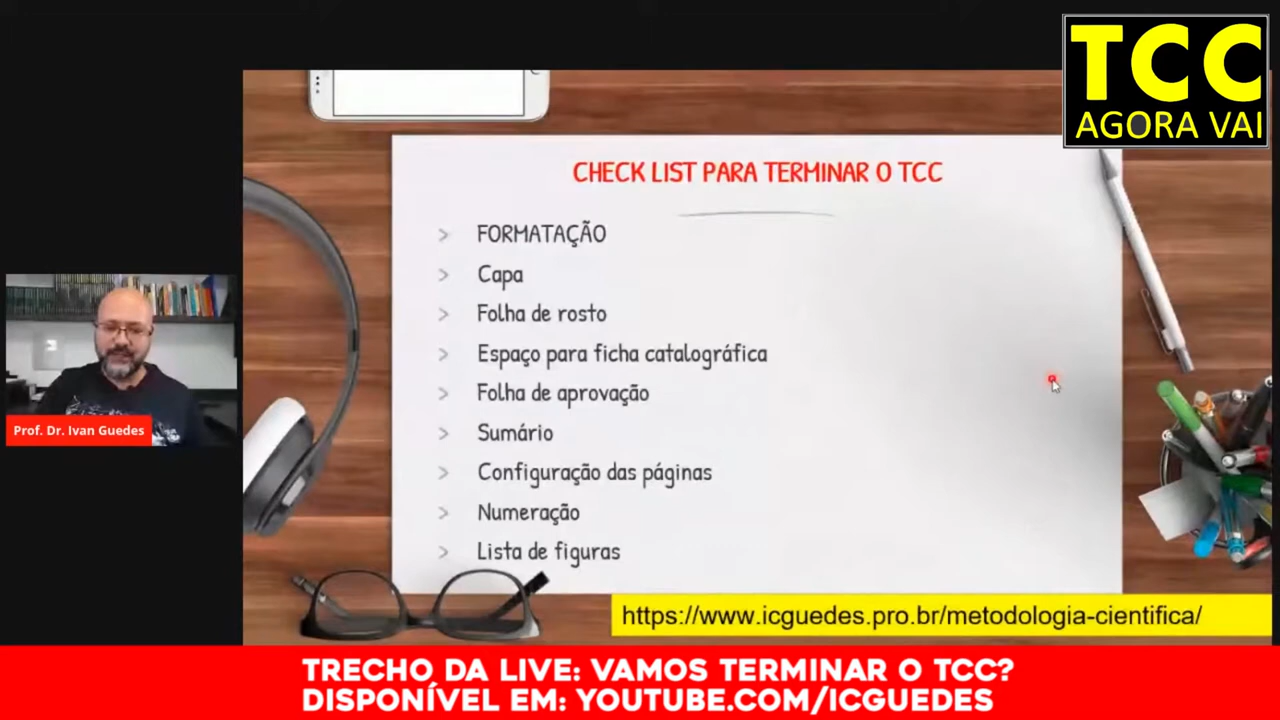 TCC
AGORA VAI
CHECK LIST PARA TERMINAR O TCC
> FORMATAÇÃO
> Capa
> Folha de rosto
> Espaço para ficha catalográfica
> Folha de aprovação
> Sumário
> Configuração das páginas
> Numeração
> Lista de figuras
Prof. Dr. Ivan Guedes
https://www.icguedes.pro.br/metodologia-cientifica/
TRECHO DA LIVE: VAMOS TERMINAR O TCC?
DISPONÍVEL EM: YOUTUBE.COM/ICGUEDES